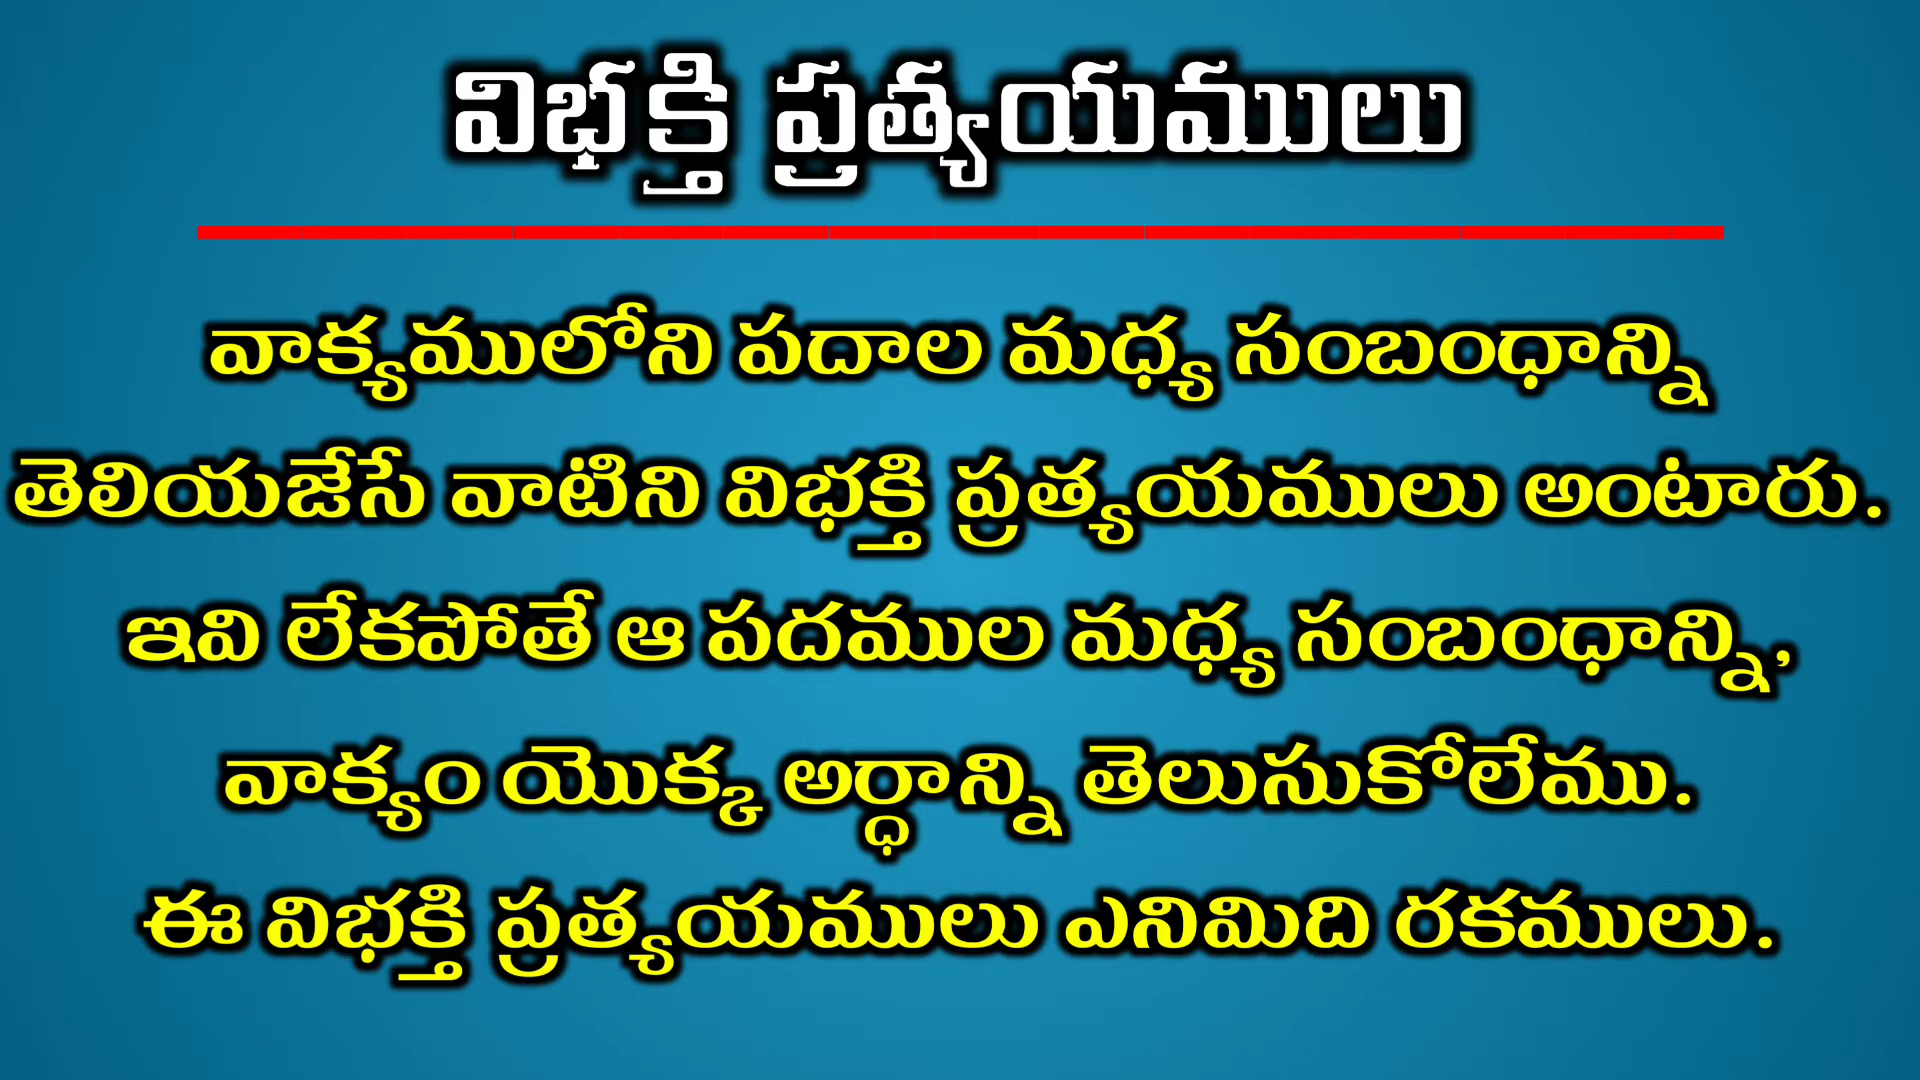 విభక్తి ప్రత్యయములు
వాక్యములోని పదాల మధ్య సంబంధాన్ని
తెలియజేసే వాటిని విభక్తి ప్రత్యయములు అంటారు.
ఇవి లేకపోతే ఆ పదముల మధ్య సంబంధాన్ని,
వాక్యం యొక్క అర్ధాన్ని తెలుసుకోలేము.
ఈ విభక్తి ప్రత్యయములు ఎనిమిది రకములు.